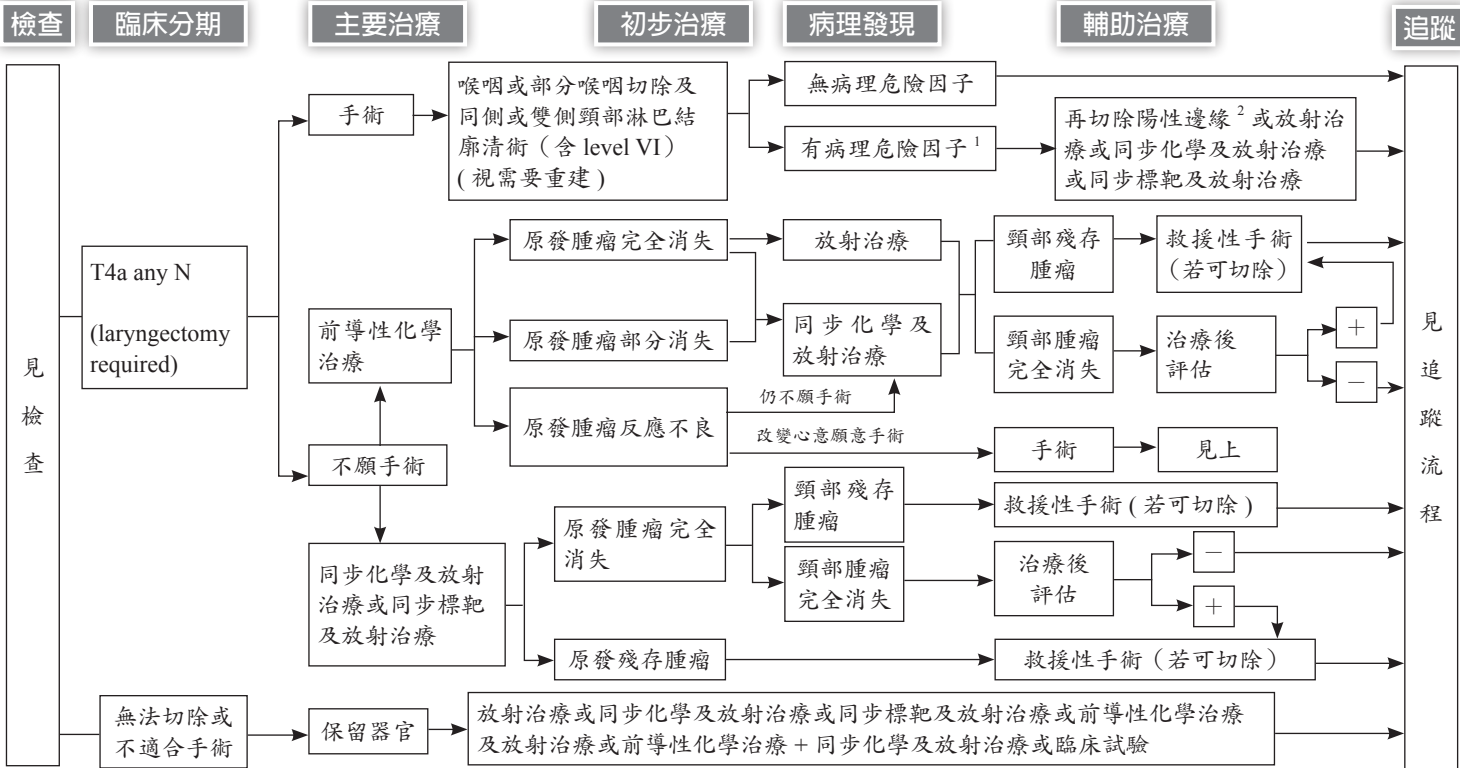 檢查
臨床分期
主要治療
初步治療
病理發現
輔助治療
追蹤
見檢查
T4a any N
(laryngectomy
required)
手術
喉咽或部分喉咽切除及
同側或雙側頸部淋巴結
廓清術（含 level VI）
( 視需要重建 )
無病理危險因子
有病理危險因子 1
再切除陽性邊緣 2 或放射治
療或同步化學及放射治療
或同步標靶及放射治療
前導性化學
治療
原發腫瘤完全消失
放射治療
原發腫瘤部分消失
同步化學及
放射治療
頸部殘存
腫瘤
救援性手術
（若可切除）
頸部腫瘤
完全消失
治療後
評估
+
−
原發腫瘤反應不良
仍不願手術
改變心意願意手術
手術
見上
不願手術
同步化學及放射
治療或同步標靶
及放射治療
原發腫瘤完全
消失
頸部殘存
腫瘤
救援性手術 ( 若可切除 )
頸部腫瘤
完全消失
治療後
評估
−
+
原發殘存腫瘤
救援性手術（若可切除）
無法切除或
不適合手術
保留器官
放射治療或同步化學及放射治療或同步標靶及放射治療或前導性化學治療
及放射治療或前導性化學治療 + 同步化學及放射治療或臨床試驗
見追蹤流程